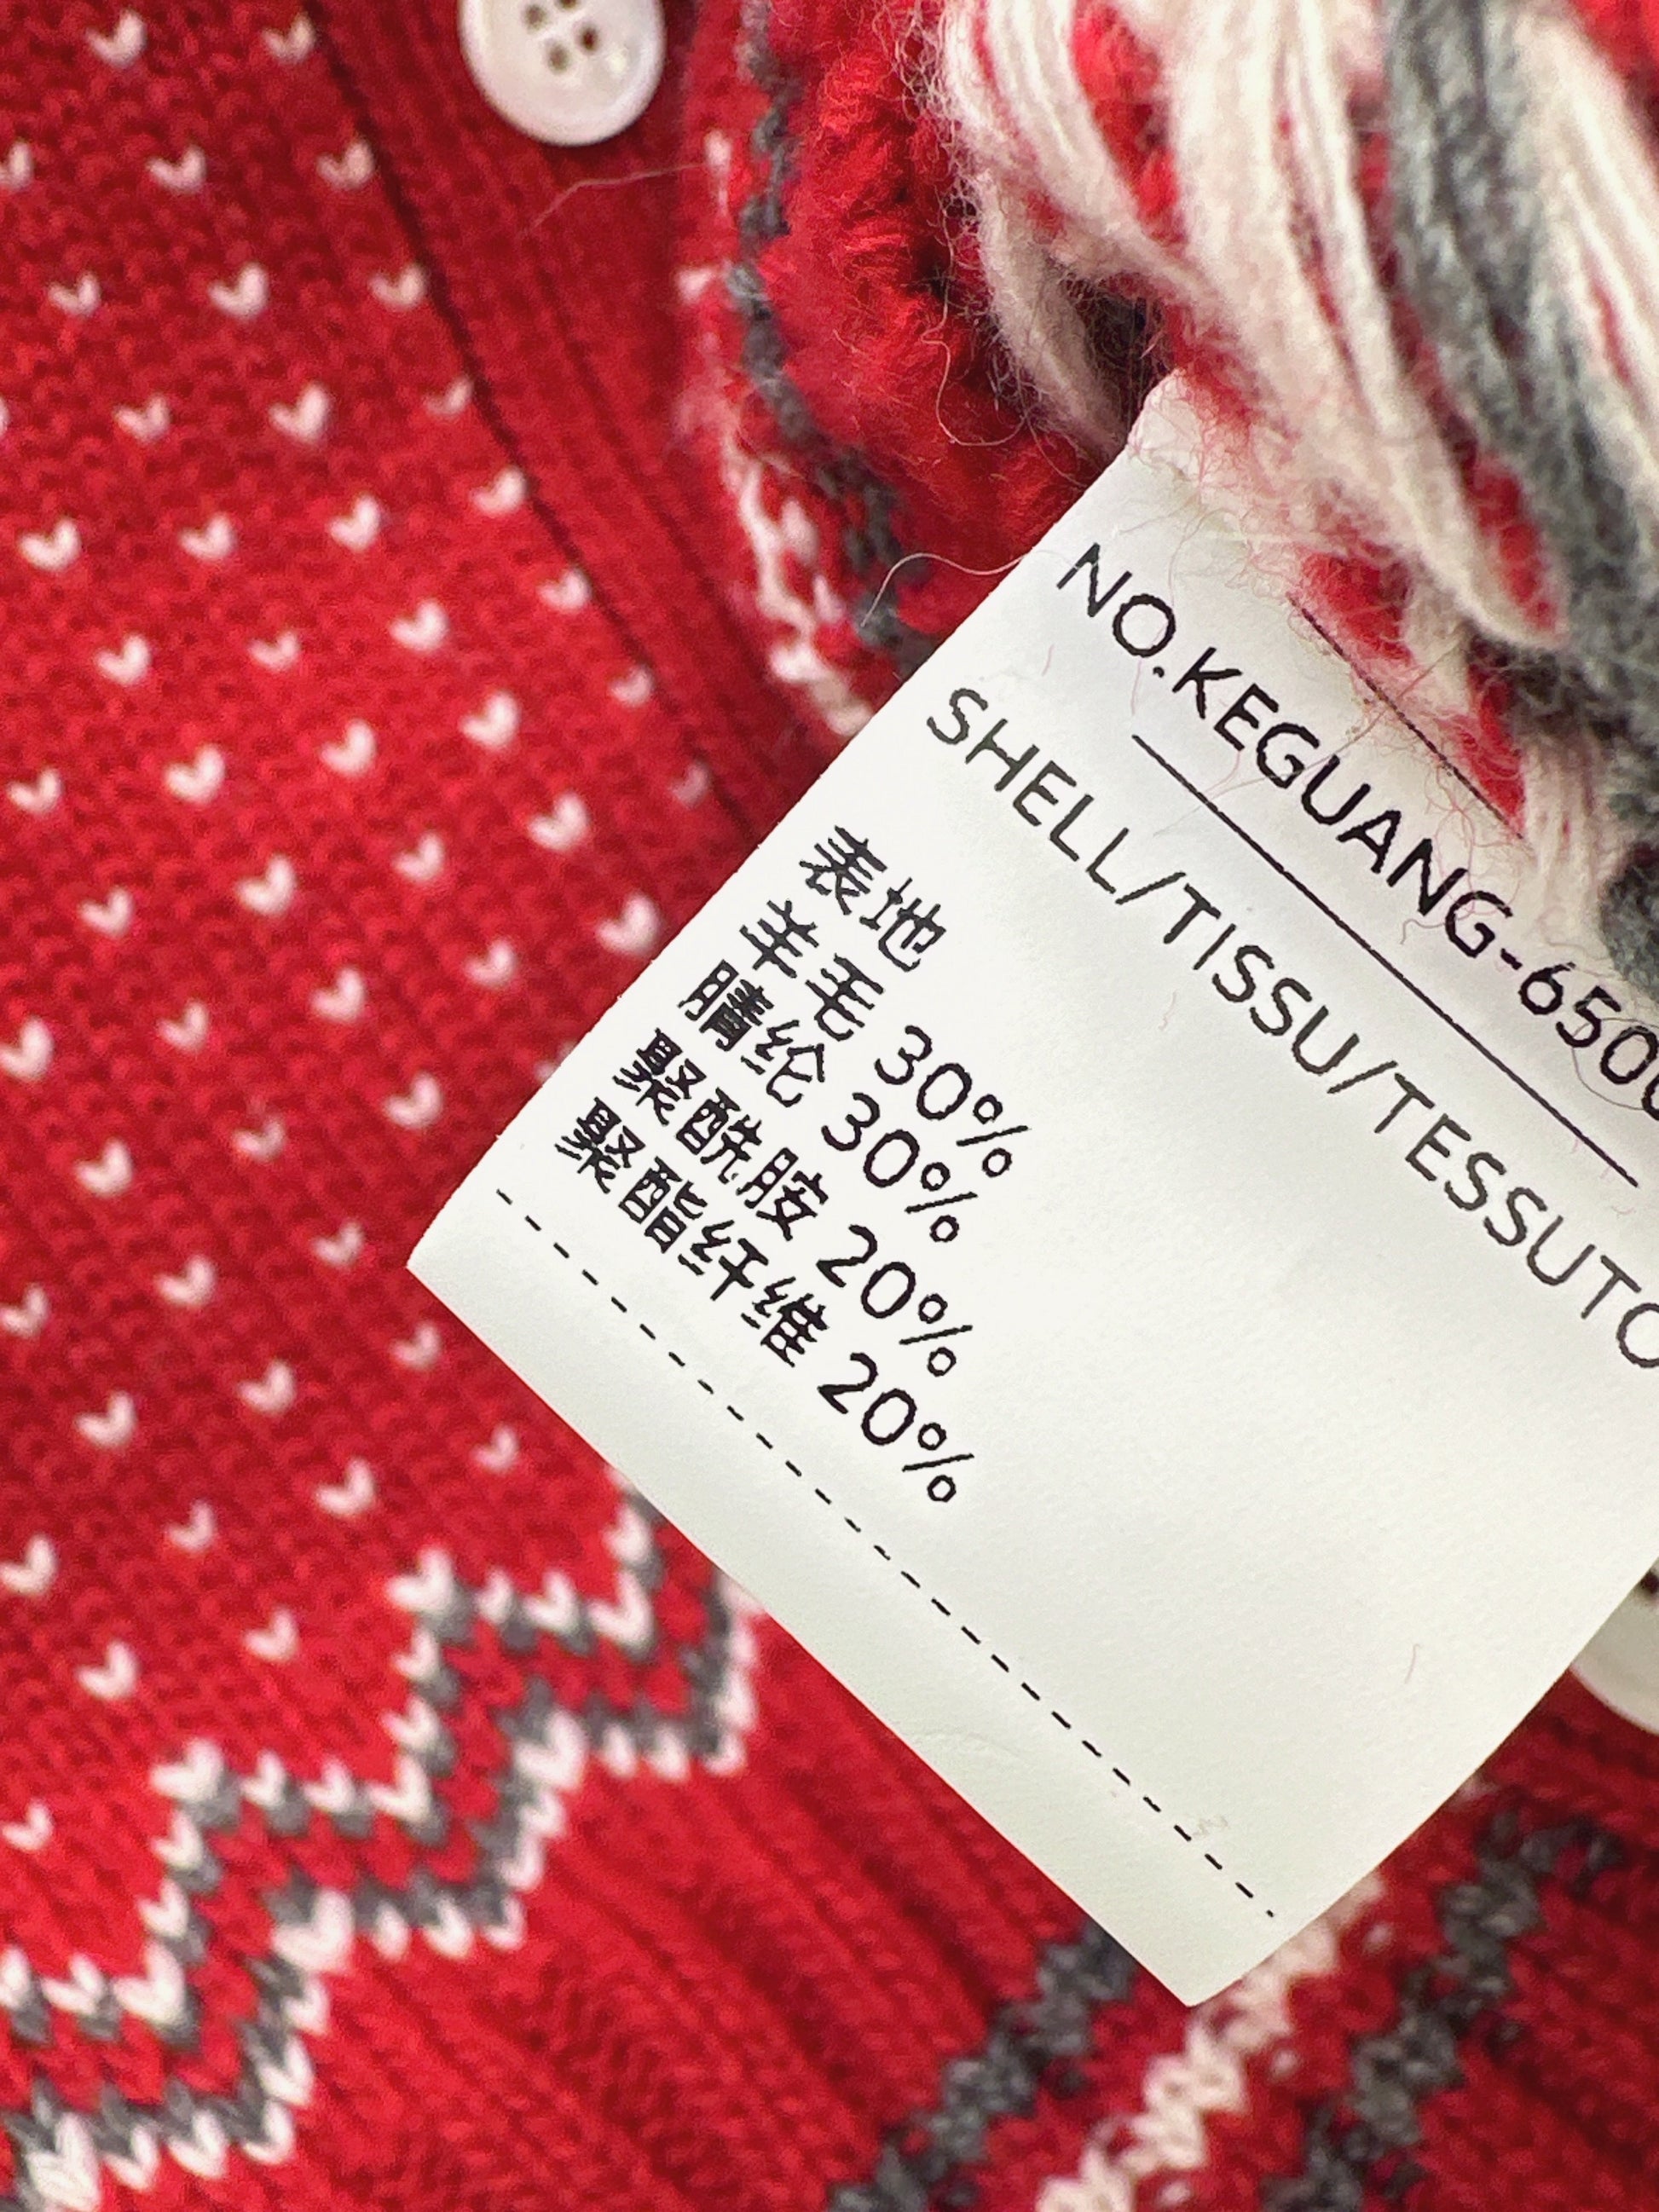 NO.KEGUANG-650
SHELL/TISSU/TESSUTO
表地
羊毛 30%
腈纶 30%
聚酰胺 20%
聚酯纤维 20%